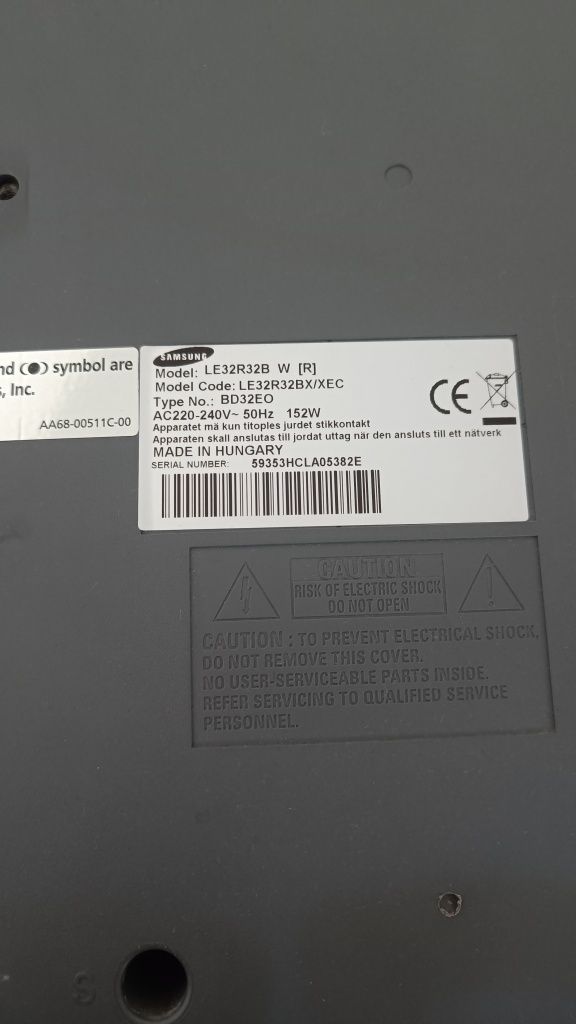 nd (●) symbol are
, Inc.
AA68-00511C-00
SAMSUNG
Model: LE32R32B W [R]
Model Code: LE32R32BX/XEC
Type No.: BD32EO
AC220-240V~ 50Hz 152W
Apparatet mä kun titoples jurdet stikkontakt
Apparaten skall anslutas till jordat uttag när den ansluts till ett nätverk
MADE IN HUNGARY
SERIAL NUMBER: 59353HCLA05382E
CE
CAUTION
RISK OF ELECTRIC SHOCK
DO NOT OPEN
CAUTION : TO PREVENT ELECTRICAL SHOCK,
DO NOT REMOVE THIS COVER.
NO USER-SERVICEABLE PARTS INSIDE.
REFER SERVICING TO QUALIFIED SERVICE
PERSONNEL.
S